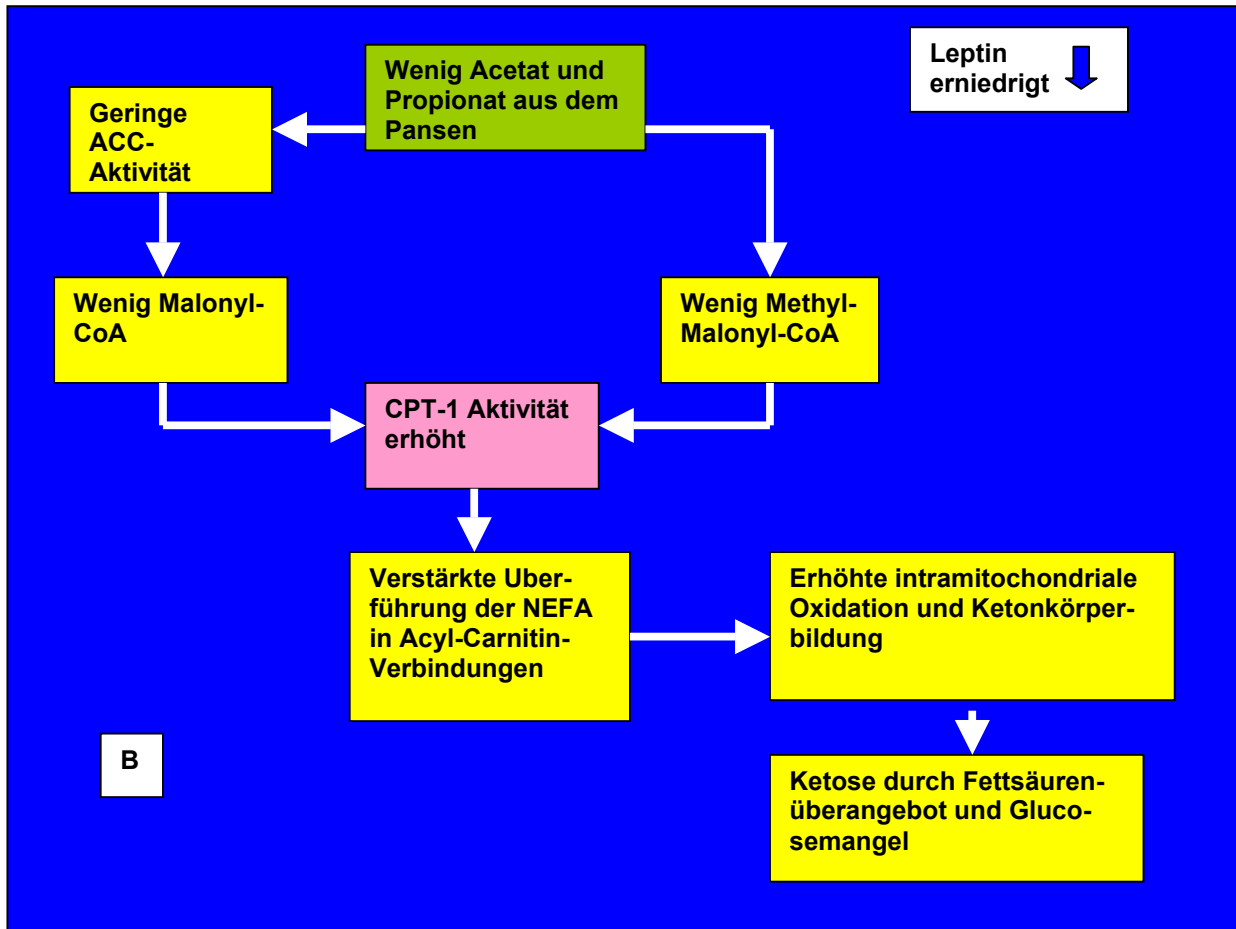 Wenig Acetat und
Propionat aus dem
Pansen
Leptin
erniedrigt
Geringe
ACC-
Aktivität
Wenig Malonyl-
CoA
Wenig Methyl-
Malonyl-CoA
CPT-1 Aktivität
erhöht
Verstärkte Uber-
führung der NEFA
in Acyl-Carnitin-
Verbindungen
Erhöhte intramitochondriale
Oxidation und Ketonkörper-
bildung
B
Ketose durch Fettsäuren-
überangebot und Gluco-
semangel